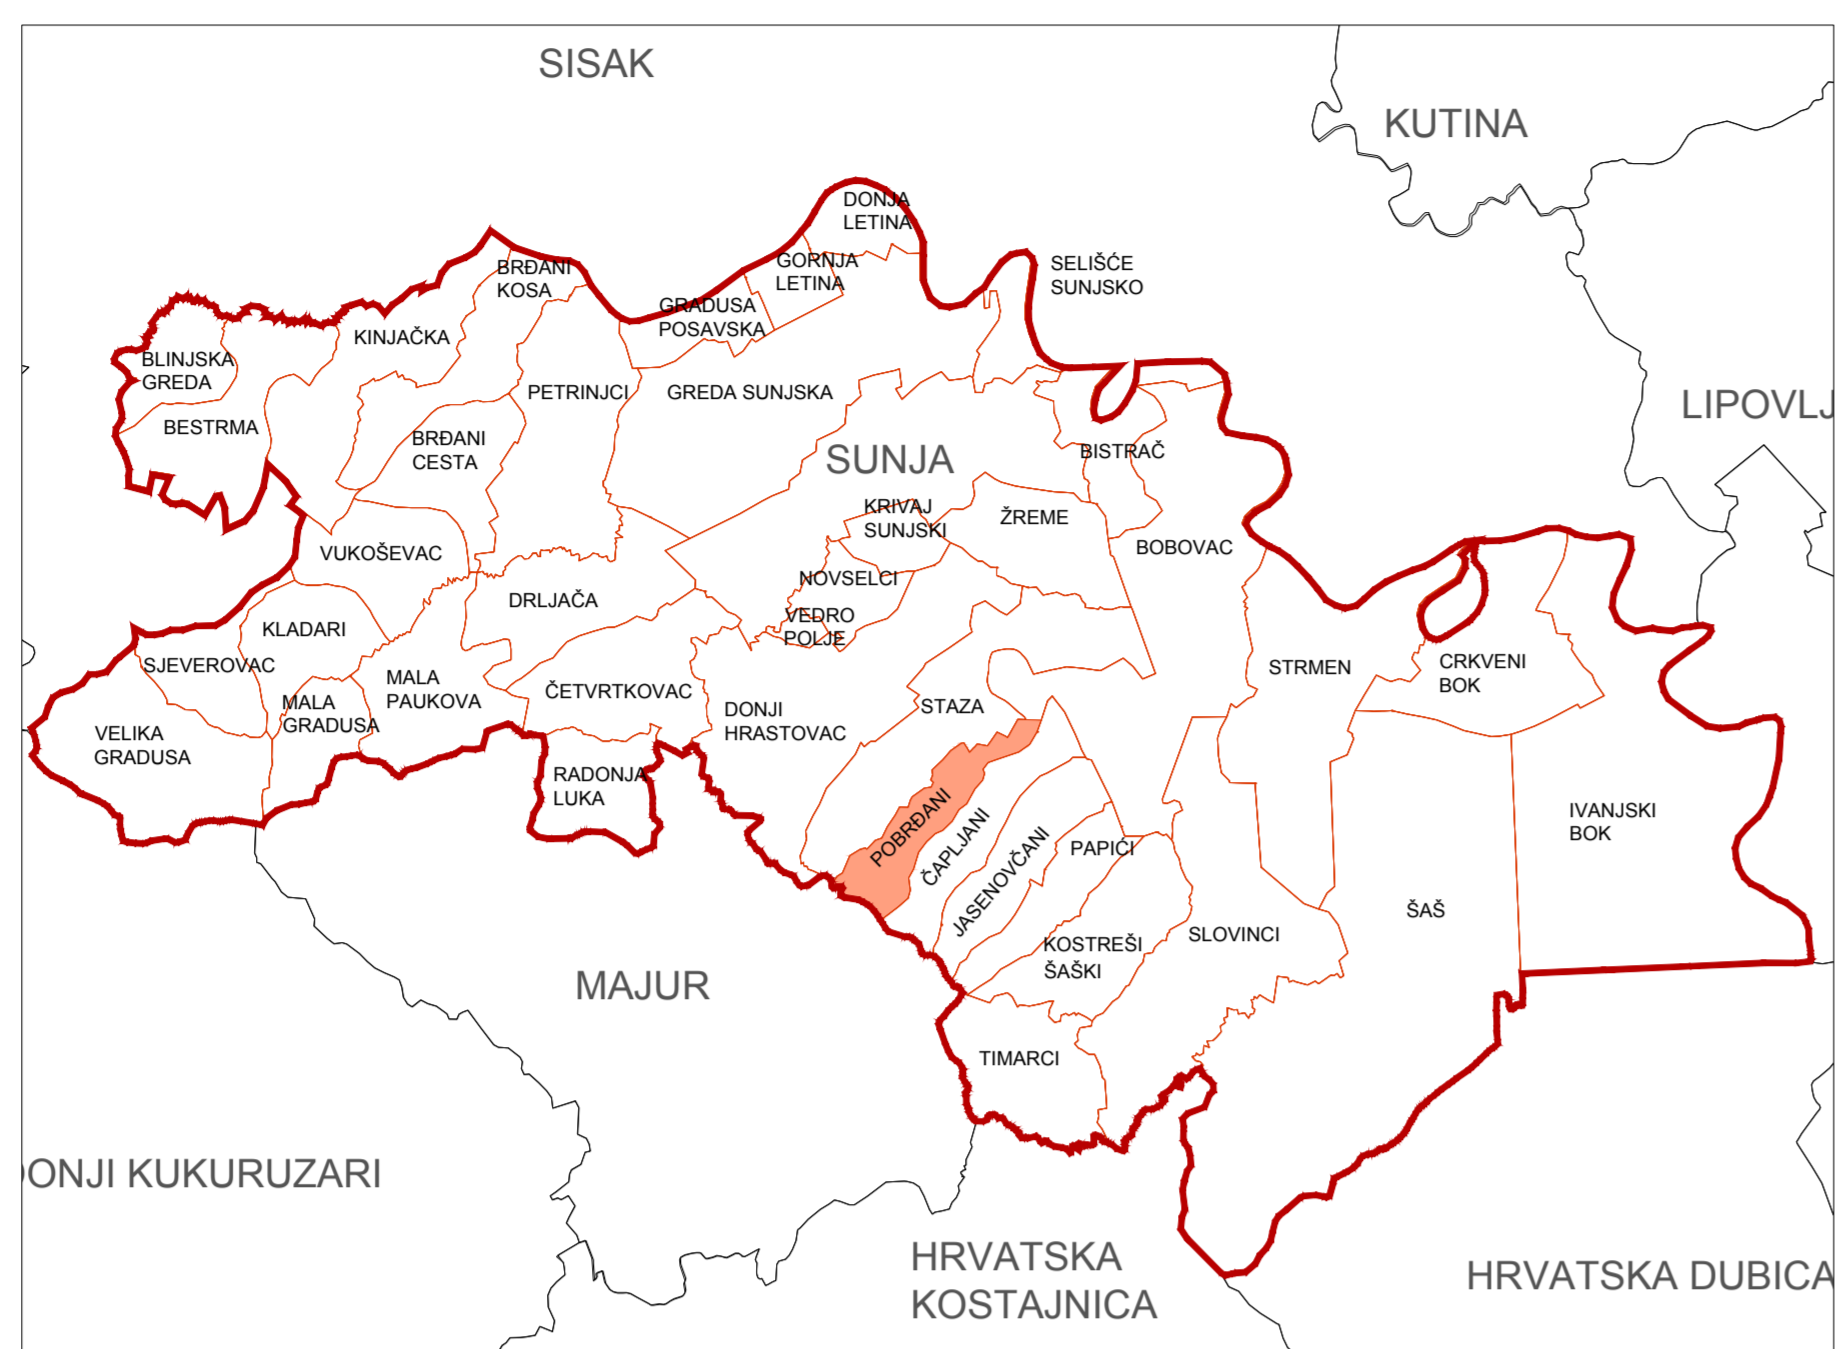 SISAK
KUTINA
DONJA
LETINA
GORNJA
LETINA
SELIŠĆE
SUNJSKO
BRĐANI
KOSA
GRADUSA
POSAVSKA
KINJAČKA
BLINJSKA
GREDA
PETRINJCI
GREDA SUNJSKA
LIPOVLJ
BESTRMA
BRĐANI
CESTA
SUNJA
BISTRAČ
KRIVAJ
SUNJSKI
ŽREME
BOBOVAC
VUKOŠEVAC
NOVSELCI
DRLJAČA
VEDRO
POLJE
KLADARI
SJEVEROVAC
MALA
PAUKOVA
ČETVRTKOVAC
STRMEN
CRKVENI
BOK
MALA
GRADUSA
STAZA
DONJI
HRASTOVAC
VELIKA
GRADUSA
RADONJA
LUKA
IVANJSKI
BOK
POBRĐANI
ČAPLJANI
JASENOVČANI
PAPIĆI
ŠAŠ
SLOVINCI
KOSTREŠI
ŠAŠKI
MAJUR
TIMARCI
DONJI KUKURUZARI
HRVATSKA
KOSTAJNICA
HRVATSKA DUBICA